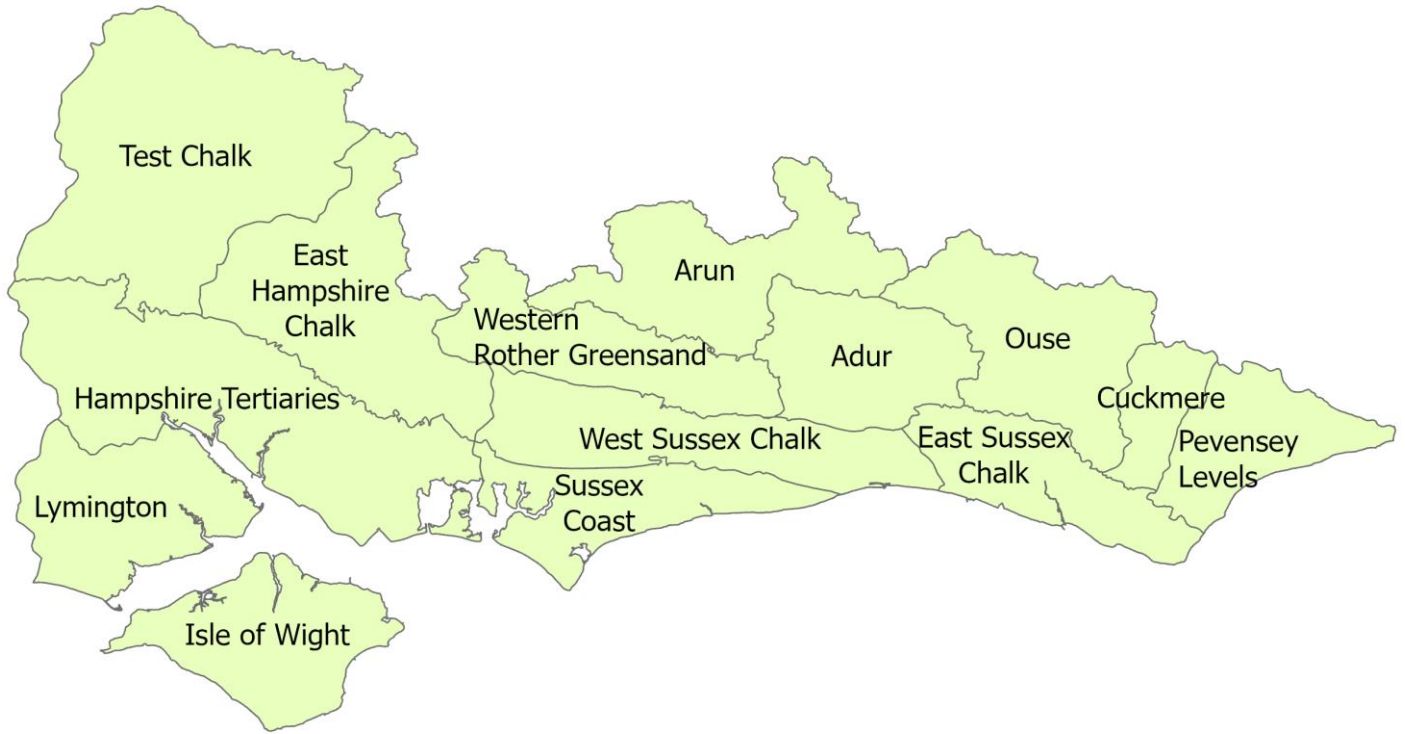 Test Chalk
East
Hampshire
Chalk
Arun
Western
Rother Greensand
Adur
Ouse
Hampshire Tertiaries
Cuckmere
West Sussex Chalk
East Sussex
Chalk
Pevensey
Levels
Lymington
Sussex
Coast
Isle of Wight